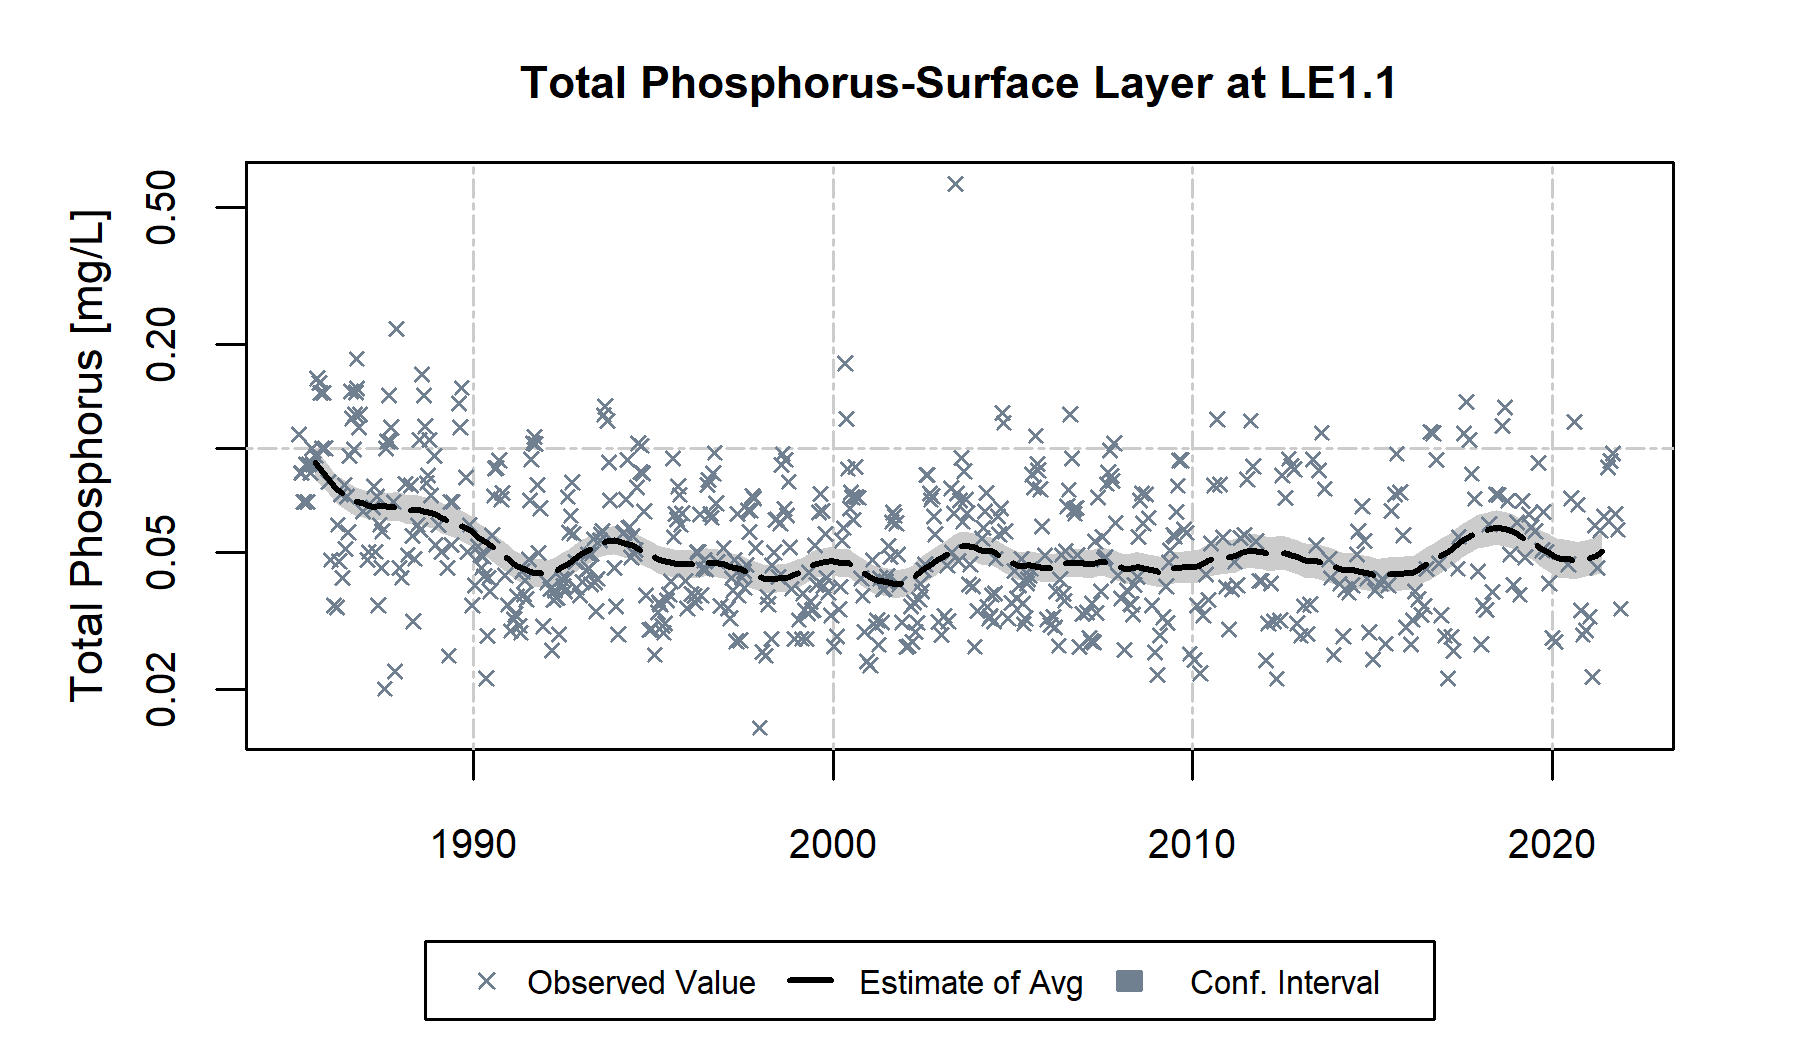 Total Phosphorus-Surface Layer at LE1.1
Total Phosphorus [mg/L]
0.50
0.20
0.05
0.02
1990 2000 2010 2020
Observed Value Estimate of Avg Conf. Interval